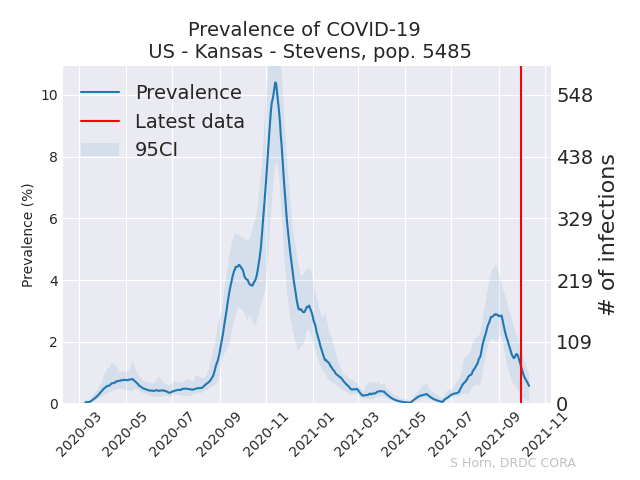 Prevalence of COVID-19
US - Kansas - Stevens, pop. 5485
Prevalence
Latest data
95CI
Prevalence (%)
10
8
6
4
2
0
548
438
329
219
109
0
# of infections
2020-03
2020-05
2020-07
2020-09
2020-11
2021-01
2021-03
2021-05
2021-07
2021-09
2021-11
S Horn, DRDC CORA